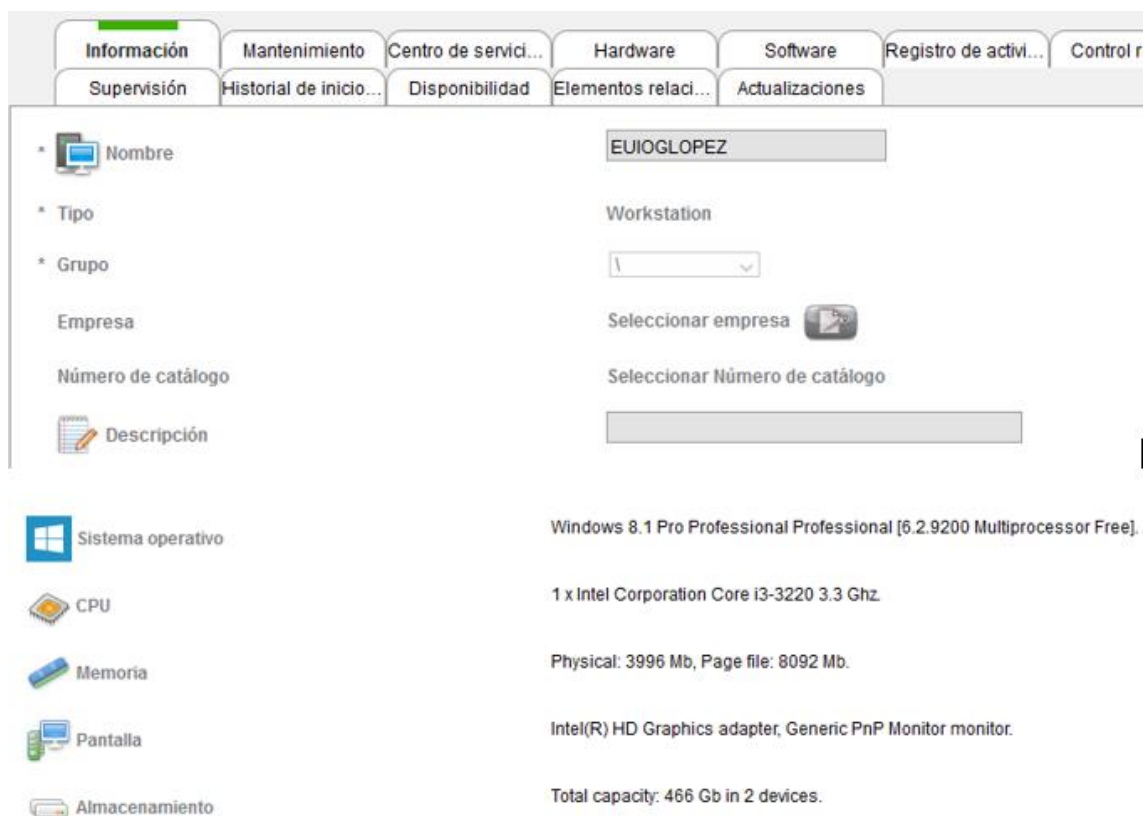 Información Mantenimiento Centro de servici... Hardware Software Registro de activi... Control r
Supervisión Historial de inicio... Disponibilidad Elementos relaci... Actualizaciones
* Nombre EUIOGLOPEZ
* Tipo Workstation
* Grupo \
Empresa Seleccionar empresa
Número de catálogo Seleccionar Número de catálogo
Descripción
Sistema operativo Windows 8.1 Pro Professional Professional [6.2.9200 Multiprocessor Free].
CPU 1 x Intel Corporation Core i3-3220 3.3 Ghz.
Memoria Physical: 3996 Mb, Page file: 8092 Mb.
Pantalla Intel(R) HD Graphics adapter, Generic PnP Monitor monitor.
Almacenamiento Total capacity: 466 Gb in 2 devices.